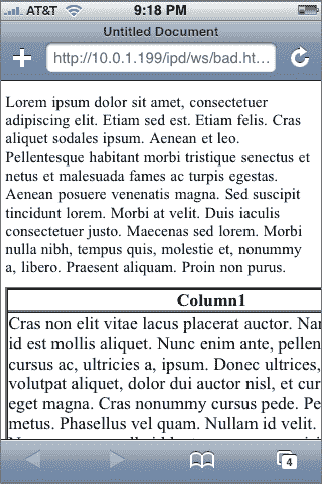 AT&T 9:18 PM
Untitled Document
http://10.0.1.199/ipd/ws/bad.ht...
Lorem ipsum dolor sit amet, consectetuer
adipiscing elit. Etiam sed est. Etiam felis. Cras
aliquet sodales ipsum. Aenean et leo.
Pellentesque habitant morbi tristique senectus et
netus et malesuada fames ac turpis egestas.
Aenean posuere venenatis magna. Sed suscipit
tincidunt lorem. Morbi at velit. Duis iaculis
consectetuer justo. Maecenas sed lorem. Morbi
nulla nibh, tempus quis, molestie et, nonummy
a, libero. Praesent aliquam. Proin non purus.
Column1
Cras non elit vitae lacus placerat auctor. Nar
id est mollis aliquet. Nunc enim ante, pellen
cursus ac, ultricies a, ipsum. Donec ultrices,
volutpat aliquet, dolor dui auctor nisl, et cur
eget magna. Cras nonummy cursus pede. Pe
metus. Phasellus vel quam. Nullam id velit.
4